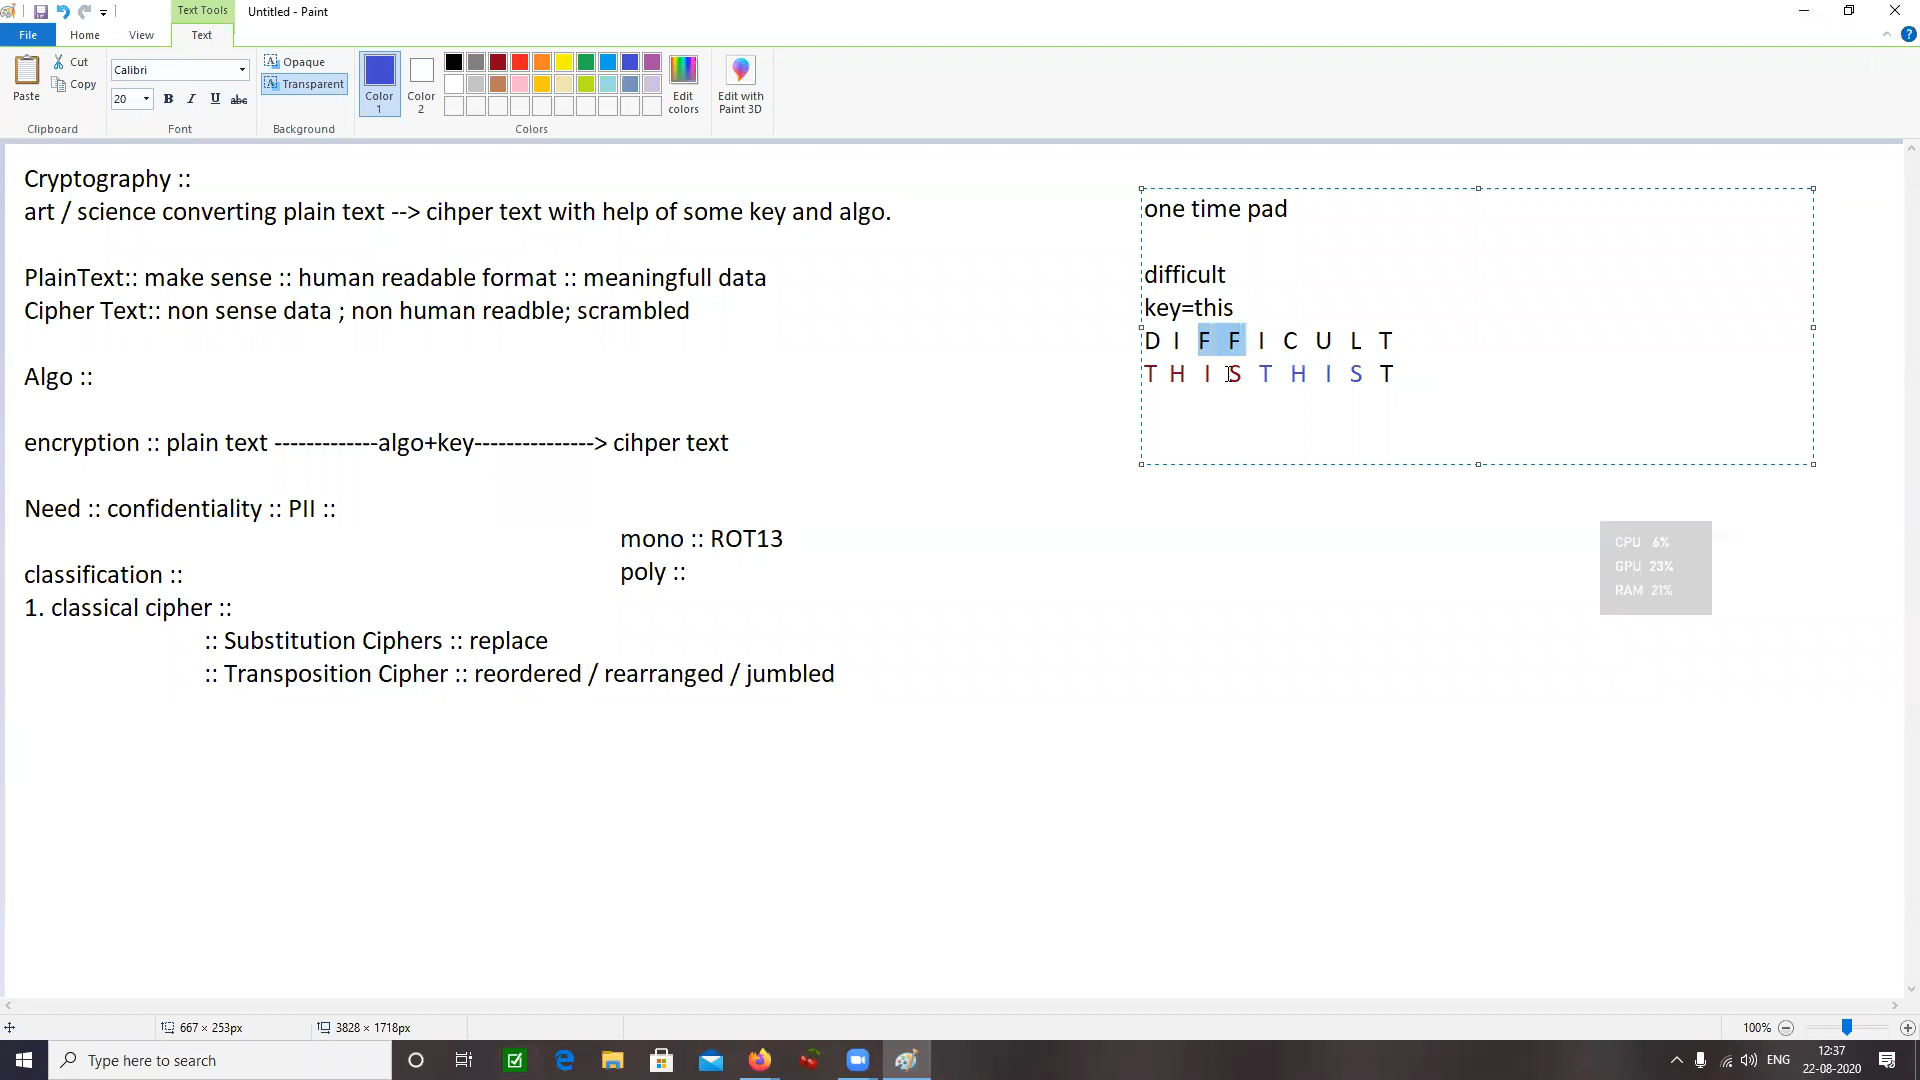 Text Tools
Untitled - Paint
File
Home
View
Text
Paste
Cut
Copy
Clipboard
Calibri
20
B
I
U
abc
Font
Opaque
Transparent
Background
Color 1
Color 2
Colors
Edit colors
Edit with Paint 3D
Cryptography ::
art / science converting plain text --> cihper text with help of some key and algo.
PlainText:: make sense :: human readable format :: meaningfull data
Cipher Text:: non sense data ; non human readble; scrambled
Algo ::
encryption :: plain text -------------algo+key---------------> cihper text
Need :: confidentiality :: PII ::
mono :: ROT13
poly ::
classification ::
1. classical cipher ::
:: Substitution Ciphers :: replace
:: Transposition Cipher :: reordered / rearranged / jumbled
one time pad
difficult
key=this
D I F F I C U L T
T H I S T H I S T
CPU 6%
GPU 23%
RAM 21%
667 × 253px
3828 × 1718px
100%
Type here to search
ENG
12:37
22-08-2020